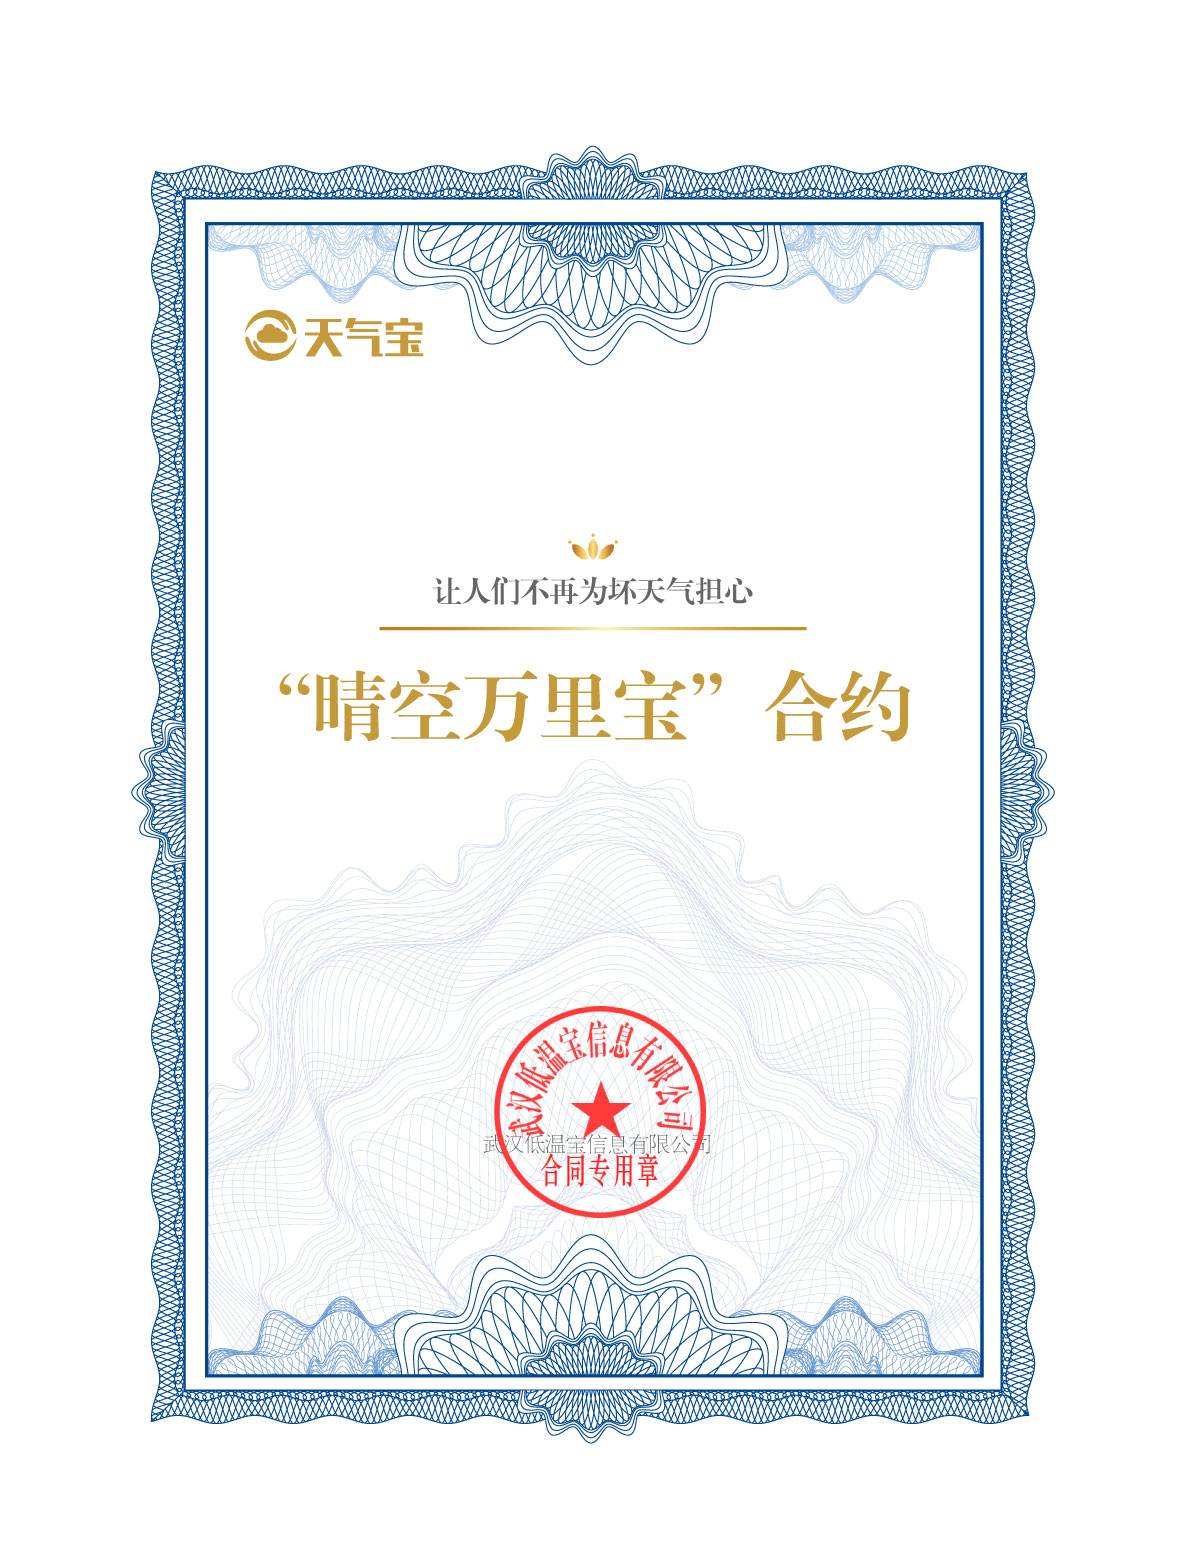 天气宝
让人们不再为坏天气担心
“晴空万里宝”合约
武汉低温宝信息有限公司
武汉低温宝信息有限公司
合同专用章